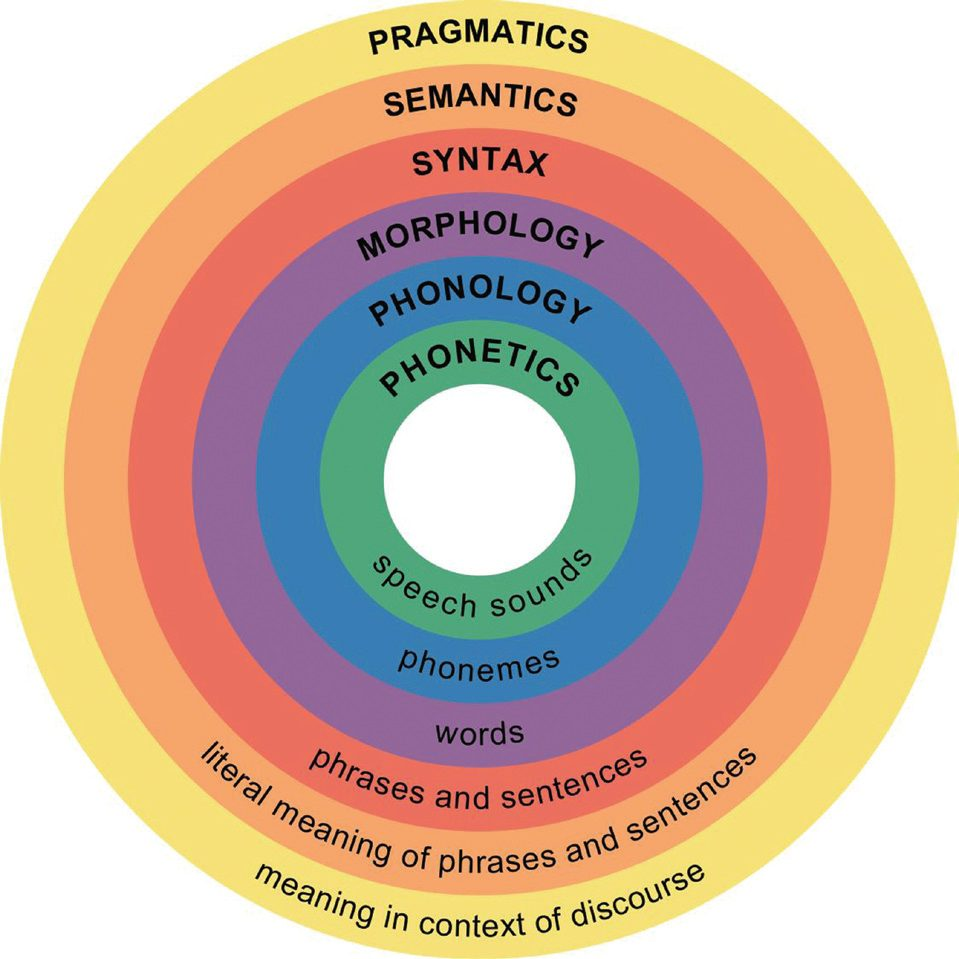 PRAGMATICS
SEMANTICS
SYNTAX
MORPHOLOGY
PHONOLOGY
PHONETICS
speech sounds
phonemes
words
phrases and sentences
literal meaning of phrases and sentences
meaning in context of discourse